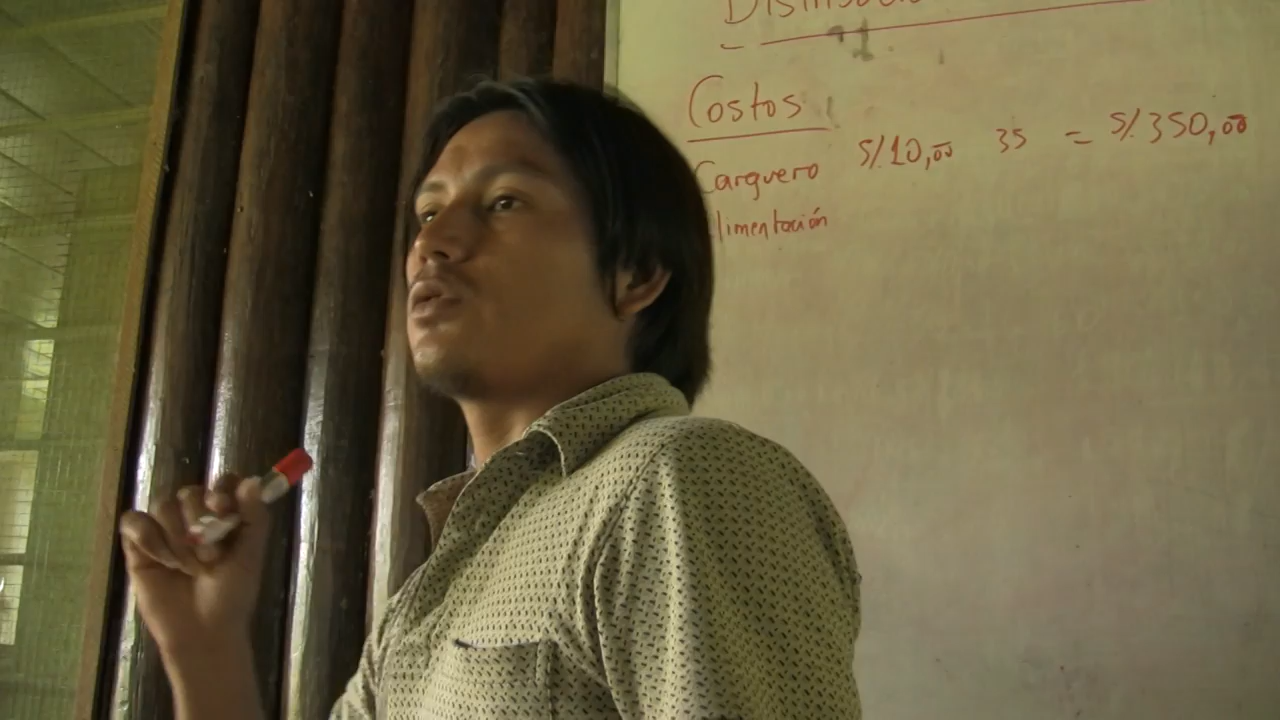 Costos
Carguero S/.10,00 35 = S/.350,00
limentación